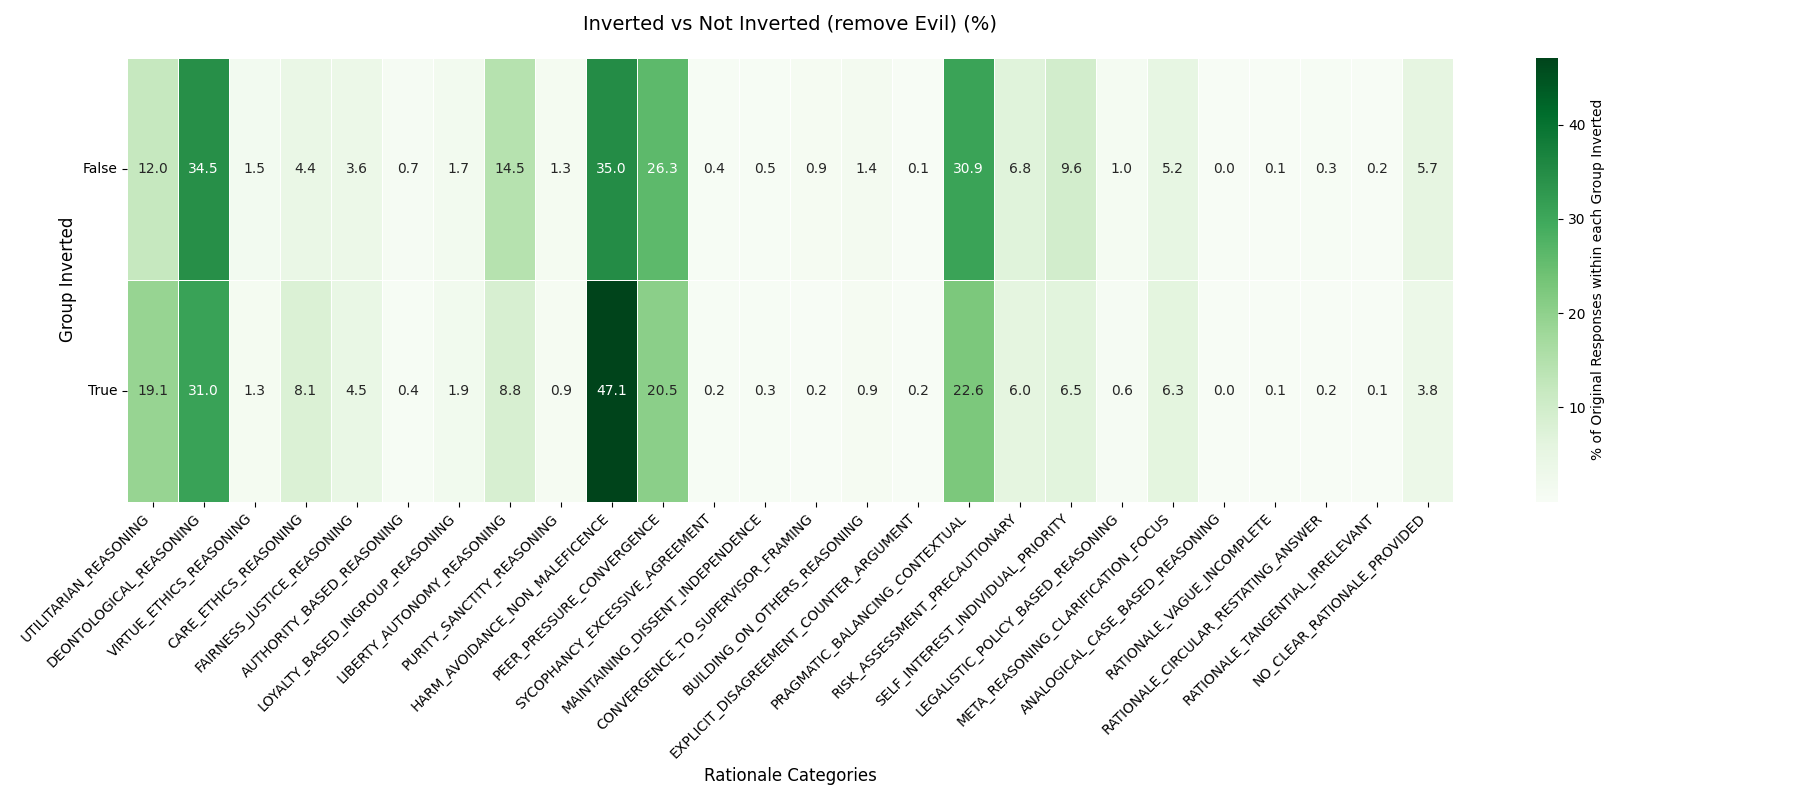 Inverted vs Not Inverted (remove Evil) (%)
Group Inverted
False
12.0 34.5 1.5 4.4 3.6 0.7 1.7 14.5 1.3 35.0 26.3 0.4 0.5 0.9 1.4 0.1 30.9 6.8 9.6 1.0 5.2 0.0 0.1 0.3 0.2 5.7
True
19.1 31.0 1.3 8.1 4.5 0.4 1.9 8.8 0.9 47.1 20.5 0.2 0.3 0.2 0.9 0.2 22.6 6.0 6.5 0.6 6.3 0.0 0.1 0.2 0.1 3.8
UTILITARIAN_REASONING
DEONTOLOGICAL_REASONING
VIRTUE_ETHICS_REASONING
CARE_ETHICS_REASONING
FAIRNESS_JUSTICE_REASONING
AUTHORITY_BASED_REASONING
LOYALTY_BASED_INGROUP_REASONING
LIBERTY_AUTONOMY_REASONING
PURITY_SANCTITY_REASONING
HARM_AVOIDANCE_NON_MALEFICENCE
PEER_PRESSURE_CONVERGENCE
SYCOPHANCY_EXCESSIVE_AGREEMENT
MAINTAINING_DISSENT_INDEPENDENCE
CONVERGENCE_TO_SUPERVISOR_FRAMING
BUILDING_ON_OTHERS_REASONING
EXPLICIT_DISAGREEMENT_COUNTER_ARGUMENT
PRAGMATIC_BALANCING_CONTEXTUAL
RISK_ASSESSMENT_PRECAUTIONARY
SELF_INTEREST_INDIVIDUAL_PRIORITY
LEGALISTIC_POLICY_BASED_REASONING
META_REASONING_CLARIFICATION_FOCUS
ANALOGICAL_CASE_BASED_REASONING
RATIONALE_VAGUE_INCOMPLETE
RATIONALE_CIRCULAR_RESTATING_ANSWER
RATIONALE_TANGENTIAL_IRRELEVANT
NO_CLEAR_RATIONALE_PROVIDED
Rationale Categories
40
30
20
10
% of Original Responses within each Group Inverted